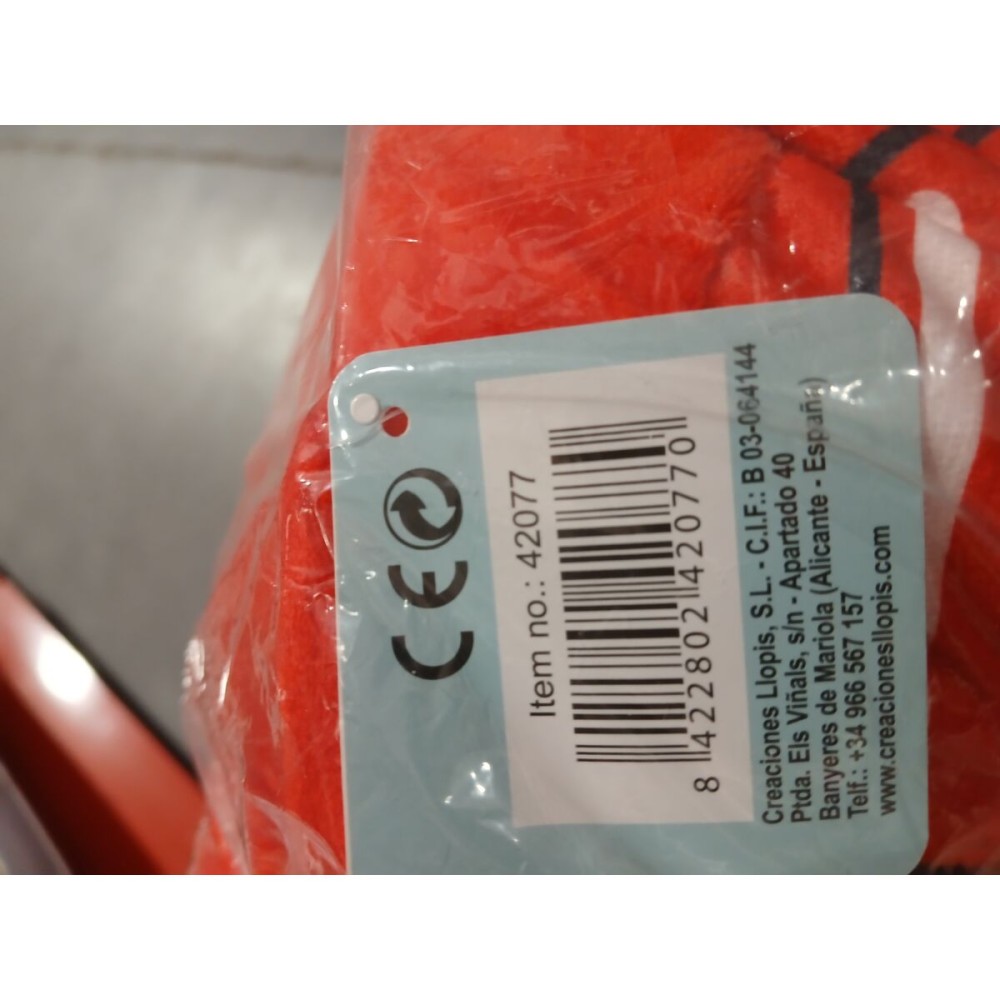 CE
Item no.: 42077
8 422802 420770
Creaciones Llopis, S.L. - C.I.F.: B 03-064144
Ptda. Els Viñals, s/n - Apartado 40
Banyeres de Mariola (Alicante - España)
Telf.: +34 966 567 157
www.creacionesllopis.com